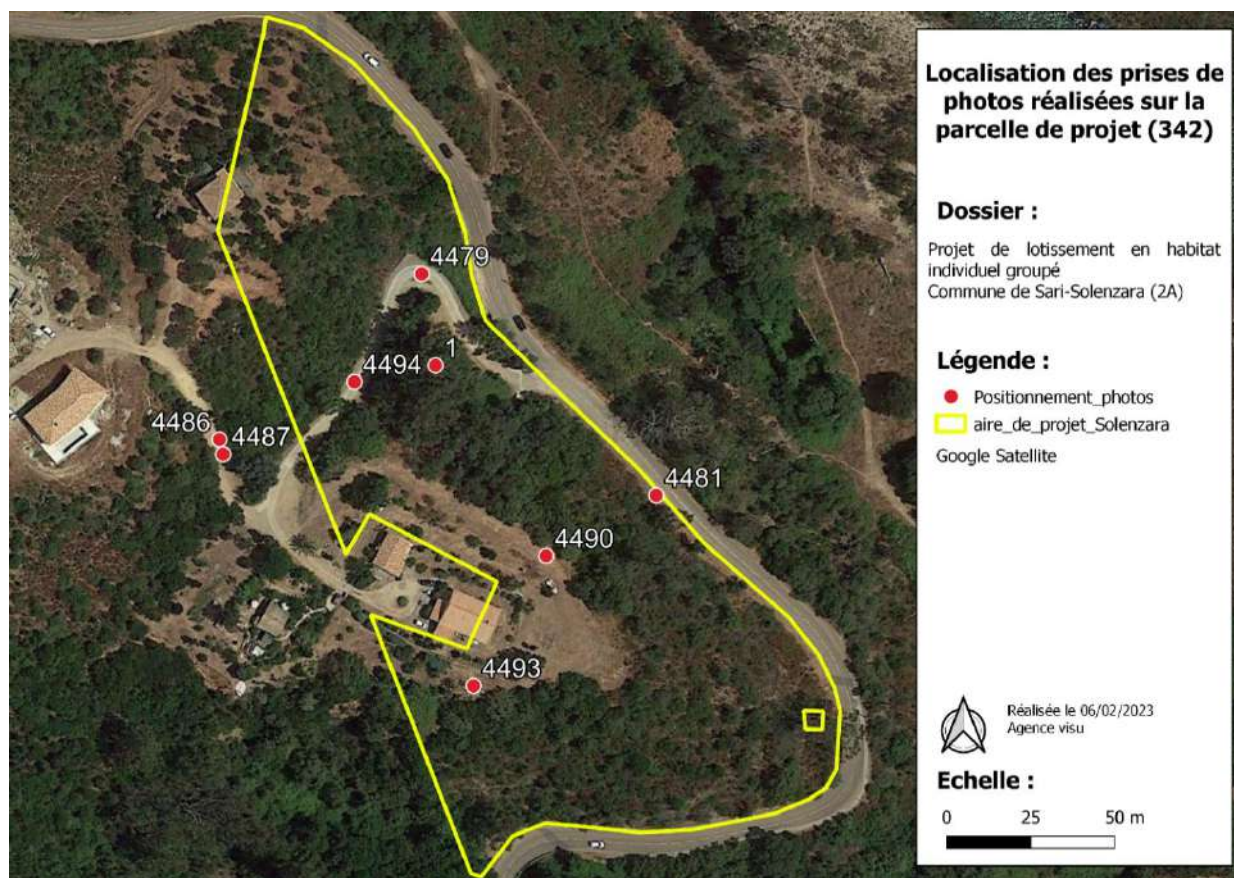 Localisation des prises de
photos réalisées sur la
parcelle de projet (342)
Dossier :
Projet de lotissement en habitat
individuel groupé
Commune de Sari-Solenzara (2A)
Légende :
Positionnement_photos
aire_de_projet_Solenzara
Google Satellite
Réalisée le 06/02/2023
Agence visu
Echelle :
0 25 50 m
4479
1
4494
4486
4487
4481
4490
4493